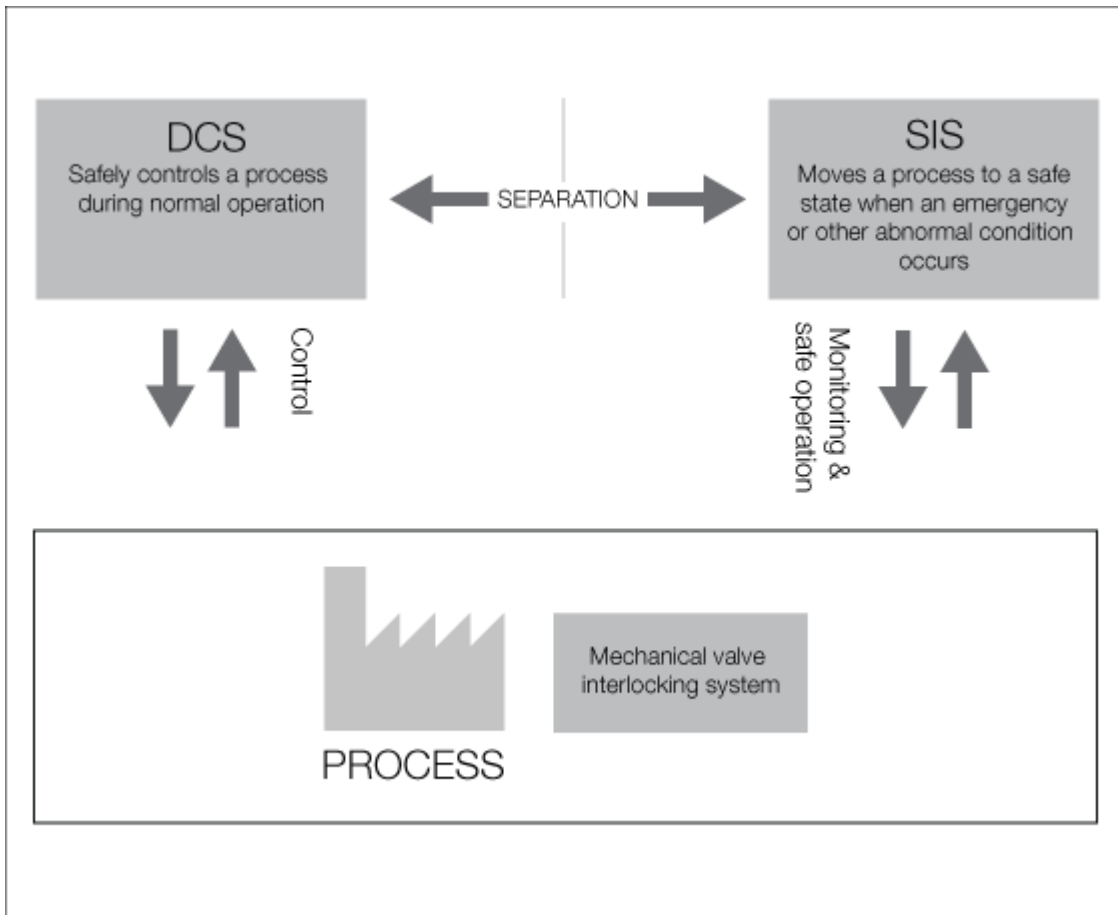 DCS
Safely controls a process
during normal operation
SEPARATION
SIS
Moves a process to a safe
state when an emergency
or other abnormal condition
occurs
Control
Monitoring &
safe operation
Mechanical valve
interlocking system
PROCESS